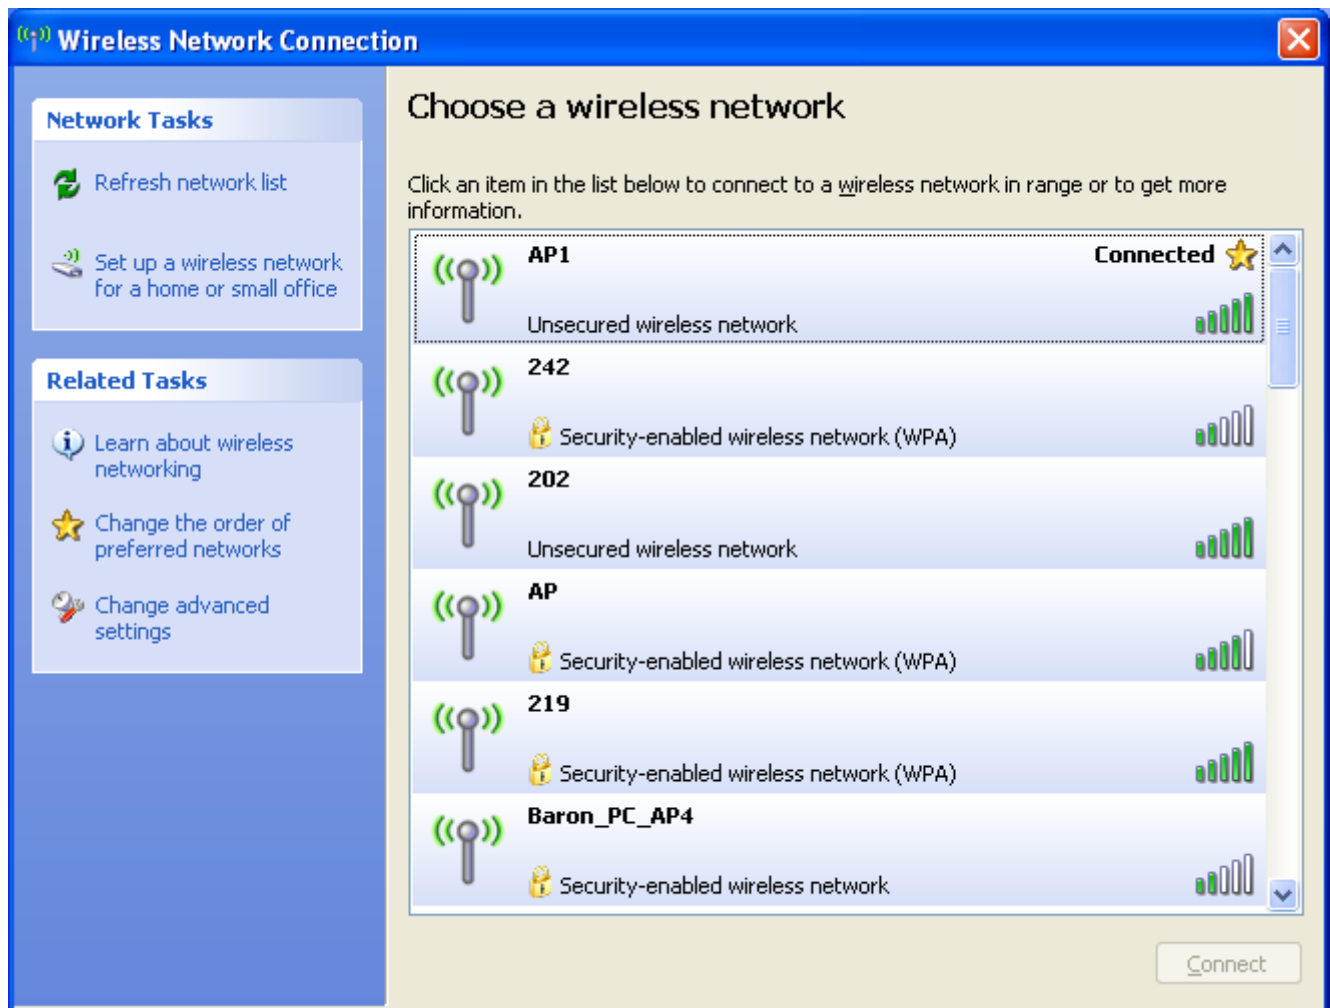 Wireless Network Connection
Network Tasks
Refresh network list
Set up a wireless network
for a home or small office
Related Tasks
Learn about wireless
networking
Change the order of
preferred networks
Change advanced
settings
Choose a wireless network
Click an item in the list below to connect to a wireless network in range or to get more
information.
AP1
Connected
Unsecured wireless network
242
Security-enabled wireless network (WPA)
202
Unsecured wireless network
AP
Security-enabled wireless network (WPA)
219
Security-enabled wireless network (WPA)
Baron_PC_AP4
Security-enabled wireless network
Connect